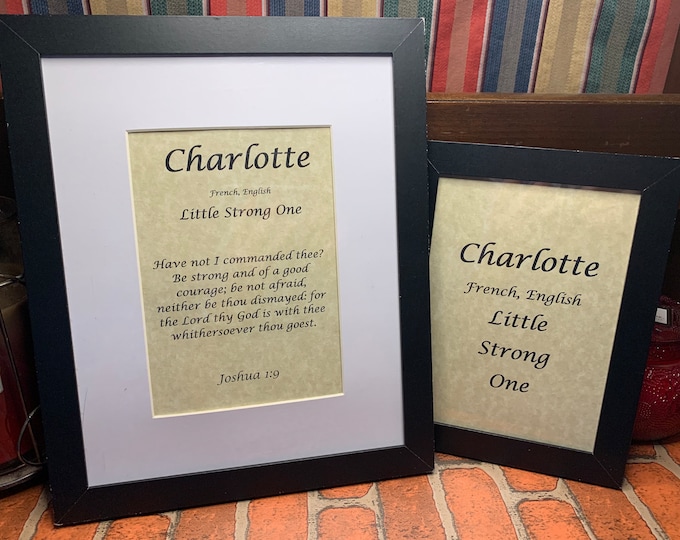 Charlotte
French, English
Little Strong One
Have not I commanded thee?
Be strong and of a good
courage; be not afraid,
neither be thou dismayed: for
the Lord thy God is with thee
whithersoever thou goest.
Joshua 1:9
Charlotte
French, English
Little
Strong
One